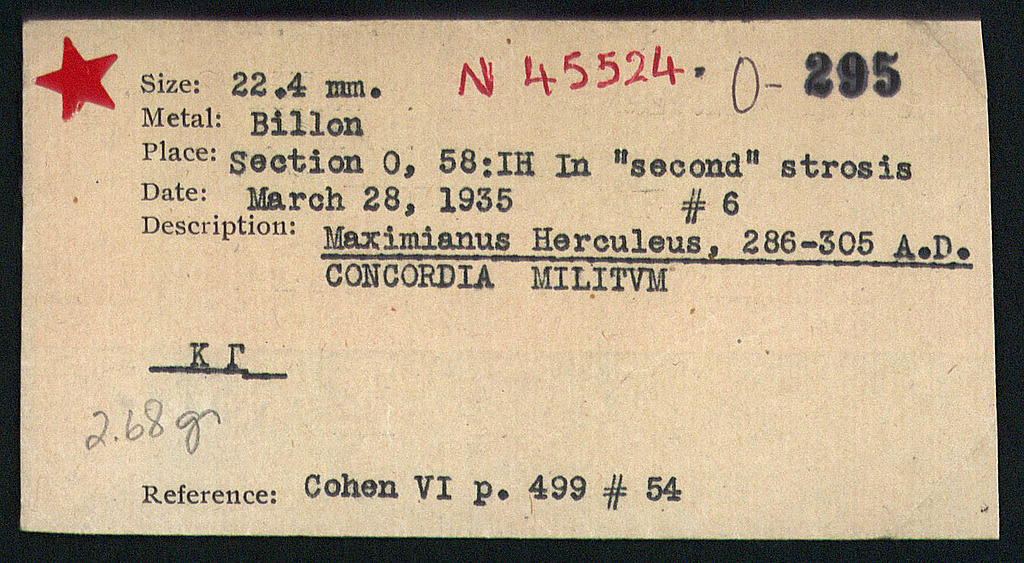 Size: 22.4 mm. N 45524. O- 295
Metal: Billon
Place: Section O, 58:IH In "second" strosis
Date: March 28, 1935 # 6
Description: Maximianus Herculeus, 286-305 A.D.
CONCORDIA MILITVM
K Γ
2.68 gr
Reference: Cohen VI p. 499 # 54